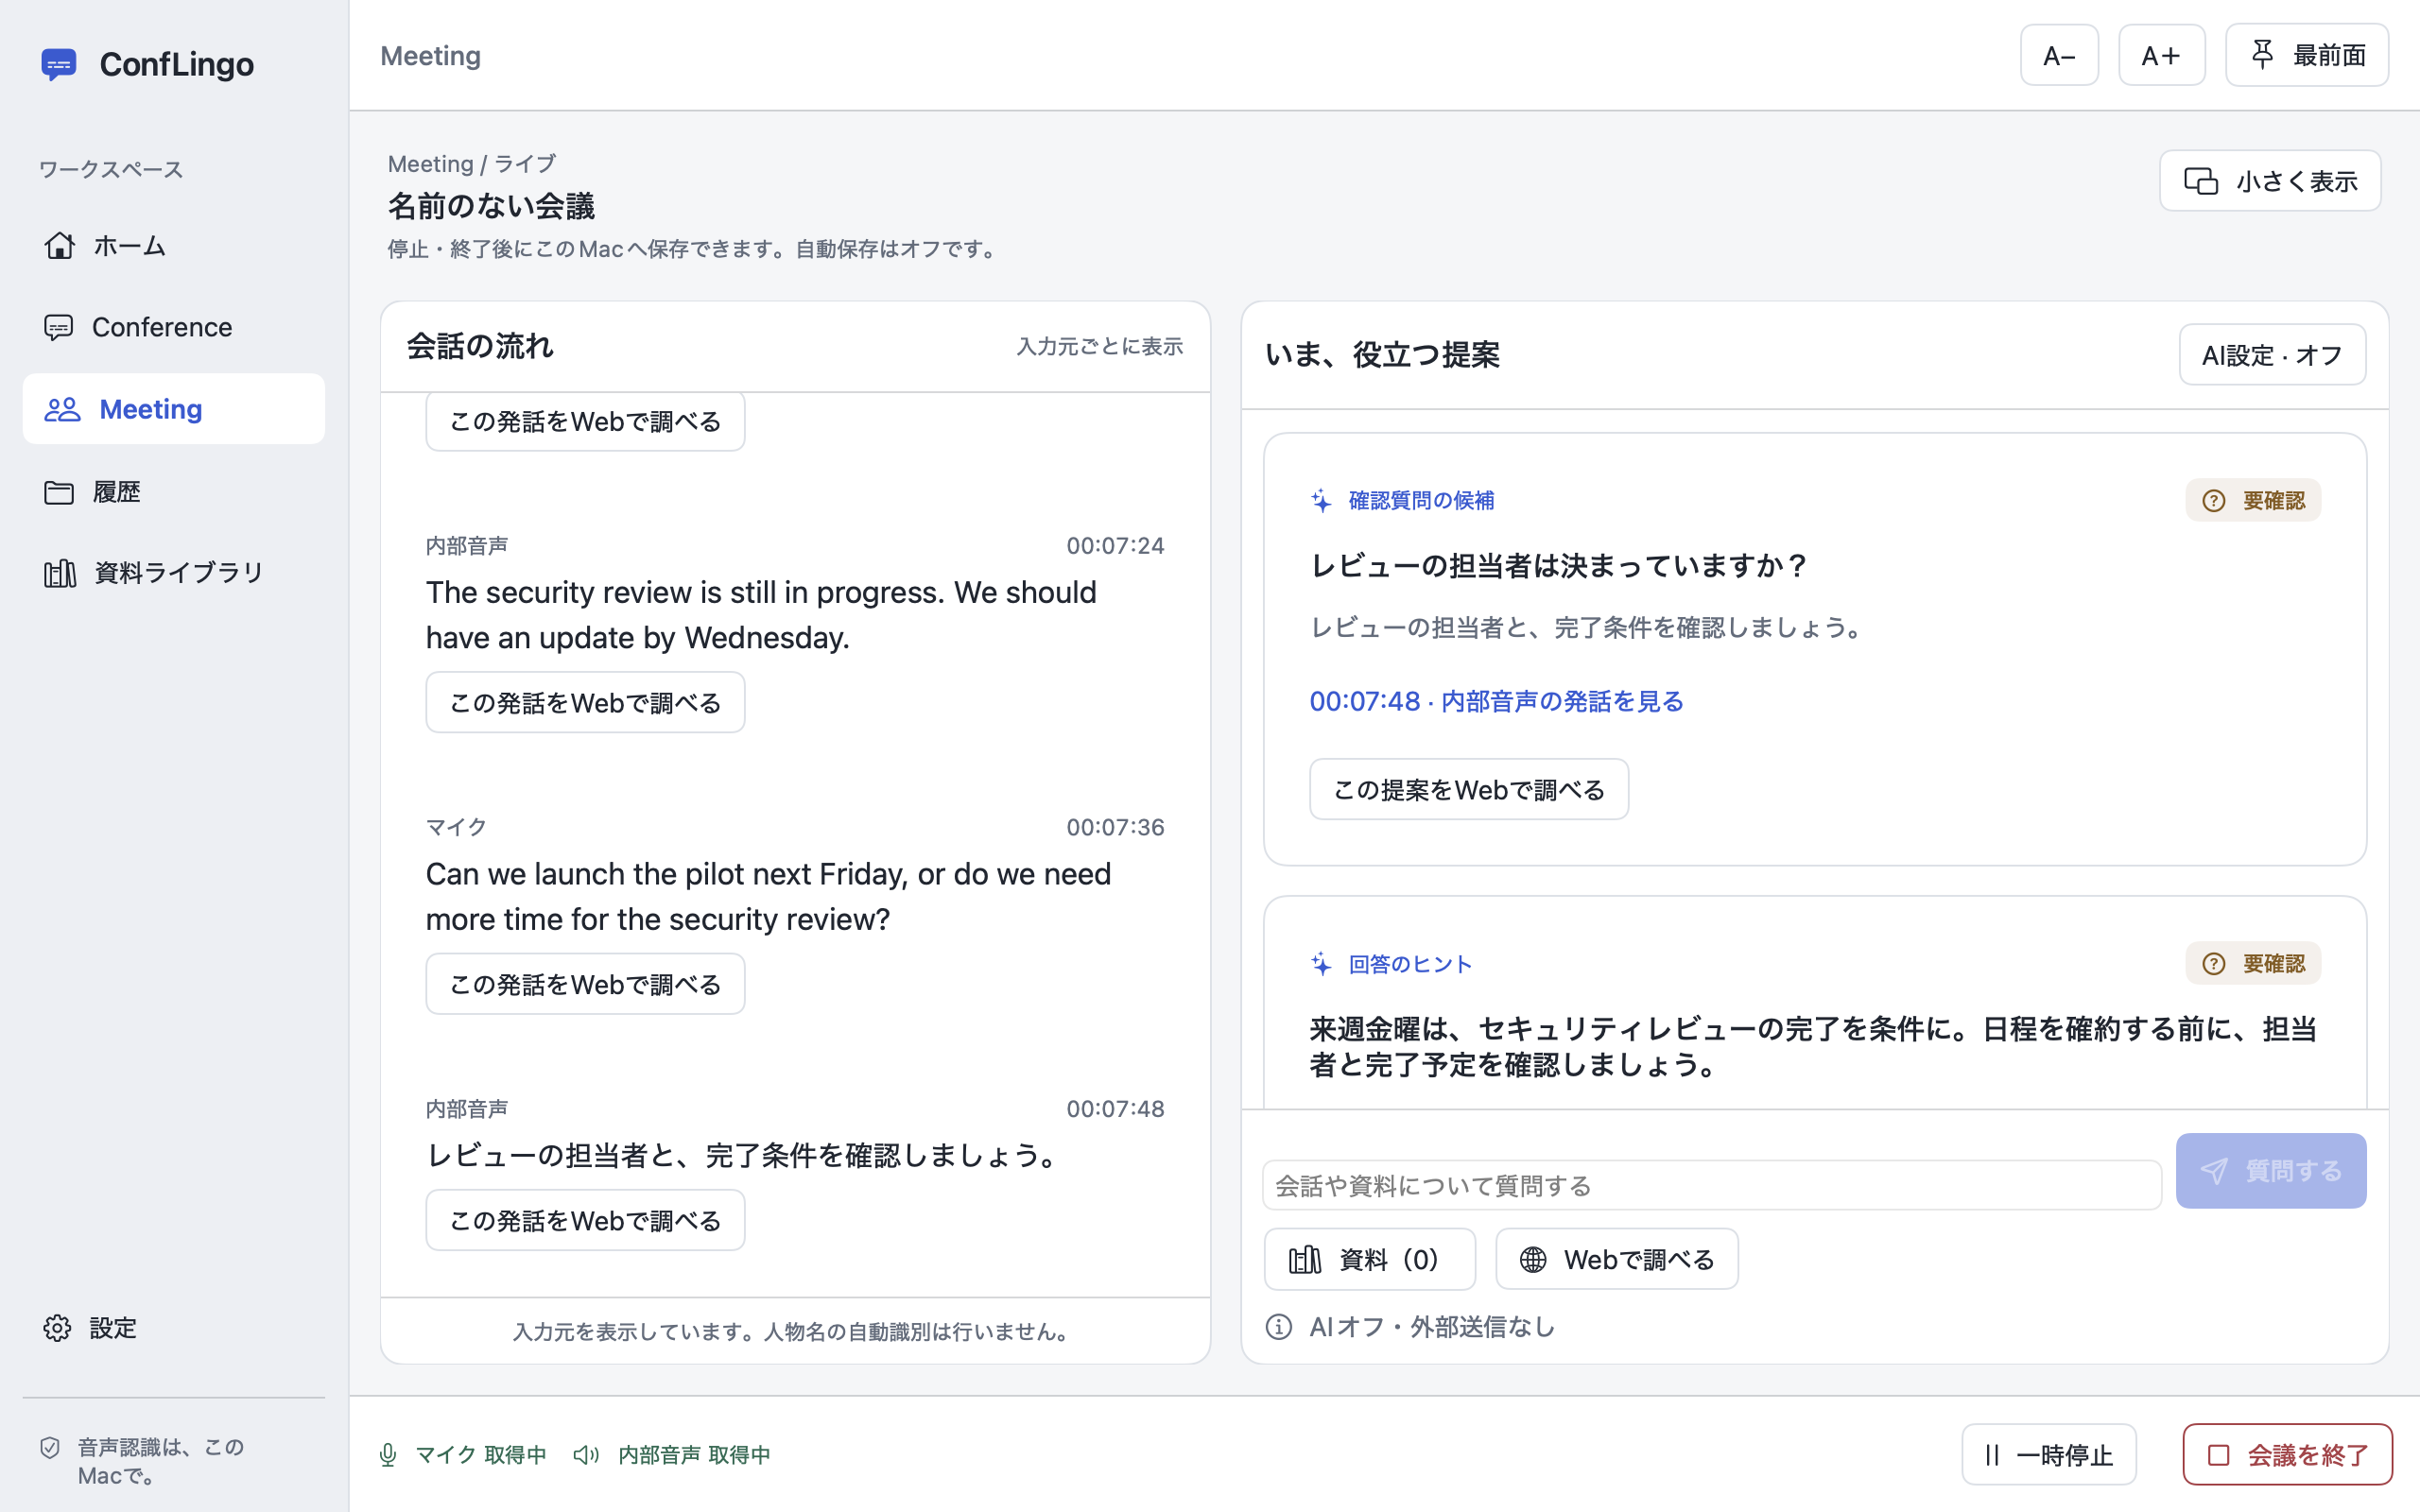 ConfLingo
ワークスペース
ホーム
Conference
Meeting
履歴
資料ライブラリ
設定
音声認識は、この
Macで。
Meeting
A−
A+
最前面
Meeting / ライブ
名前のない会議
停止・終了後にこのMacへ保存できます。自動保存はオフです。
小さく表示
会話の流れ
入力元ごとに表示
この発話をWebで調べる
内部音声
00:07:24
The security review is still in progress. We should
have an update by Wednesday.
この発話をWebで調べる
マイク
00:07:36
Can we launch the pilot next Friday, or do we need
more time for the security review?
この発話をWebで調べる
内部音声
00:07:48
レビューの担当者と、完了条件を確認しましょう。
この発話をWebで調べる
入力元を表示しています。人物名の自動識別は行いません。
いま、役立つ提案
AI設定 · オフ
確認質問の候補
要確認
レビューの担当者は決まっていますか？
レビューの担当者と、完了条件を確認しましょう。
00:07:48 · 内部音声の発話を見る
この提案をWebで調べる
回答のヒント
要確認
来週金曜は、セキュリティレビューの完了を条件に。日程を確約する前に、担当
者と完了予定を確認しましょう。
会話や資料について質問する
質問する
資料（0）
Webで調べる
AIオフ・外部送信なし
マイク 取得中
内部音声 取得中
一時停止
会議を終了